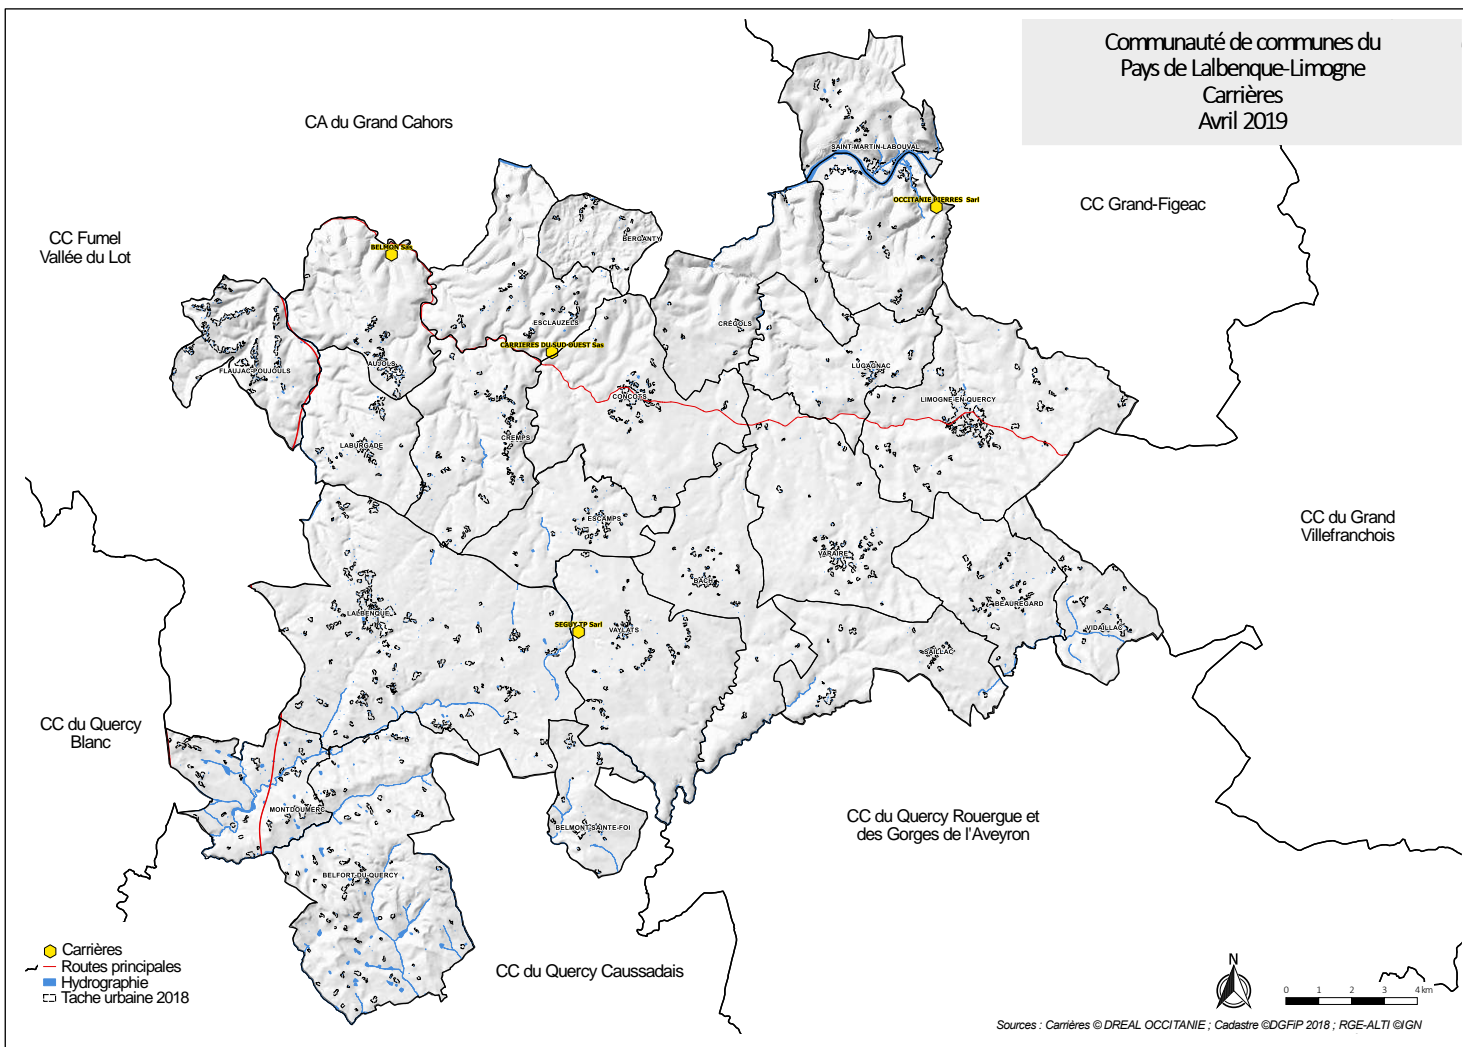 Communauté de communes du
Pays de Lalbenque-Limogne
Carrières
Avril 2019
CA du Grand Cahors
CC Grand-Figeac
CC Fumel
Vallée du Lot
CC du Grand
Villefranchois
CC du Quercy
Blanc
CC du Quercy Rouergue et
des Gorges de l'Aveyron
CC du Quercy Caussadais
SAINT-MARTIN-LABOUVAL
OCCITANIE PIERRES Sarl
BERGANTY
BELMON Sas
ESCLAUZELS
CRÉGOLS
CARRIERES DU SUD-OUEST Sas
AUJOLS
FLAUJAC-POUJOLS
LUGAGNAC
CONCOTS
LIMOGNE-EN-QUERCY
LABURGADE
CREMPS
ESCAMPS
VARAIRE
BACH
LALBENQUE
BEAUREGARD
SEGUY TP Sarl
VAYLATS
VIDAILLAC
SAILLAC
MONTDOUMERC
BELMONT-SAINTE-FOI
BELFORT-DU-QUERCY
Carrières
Routes principales
Hydrographie
Tache urbaine 2018
N
0 1 2 3 4 km
Sources : Carrières © DREAL OCCITANIE ; Cadastre ©DGFiP 2018 ; RGE-ALTI ©IGN